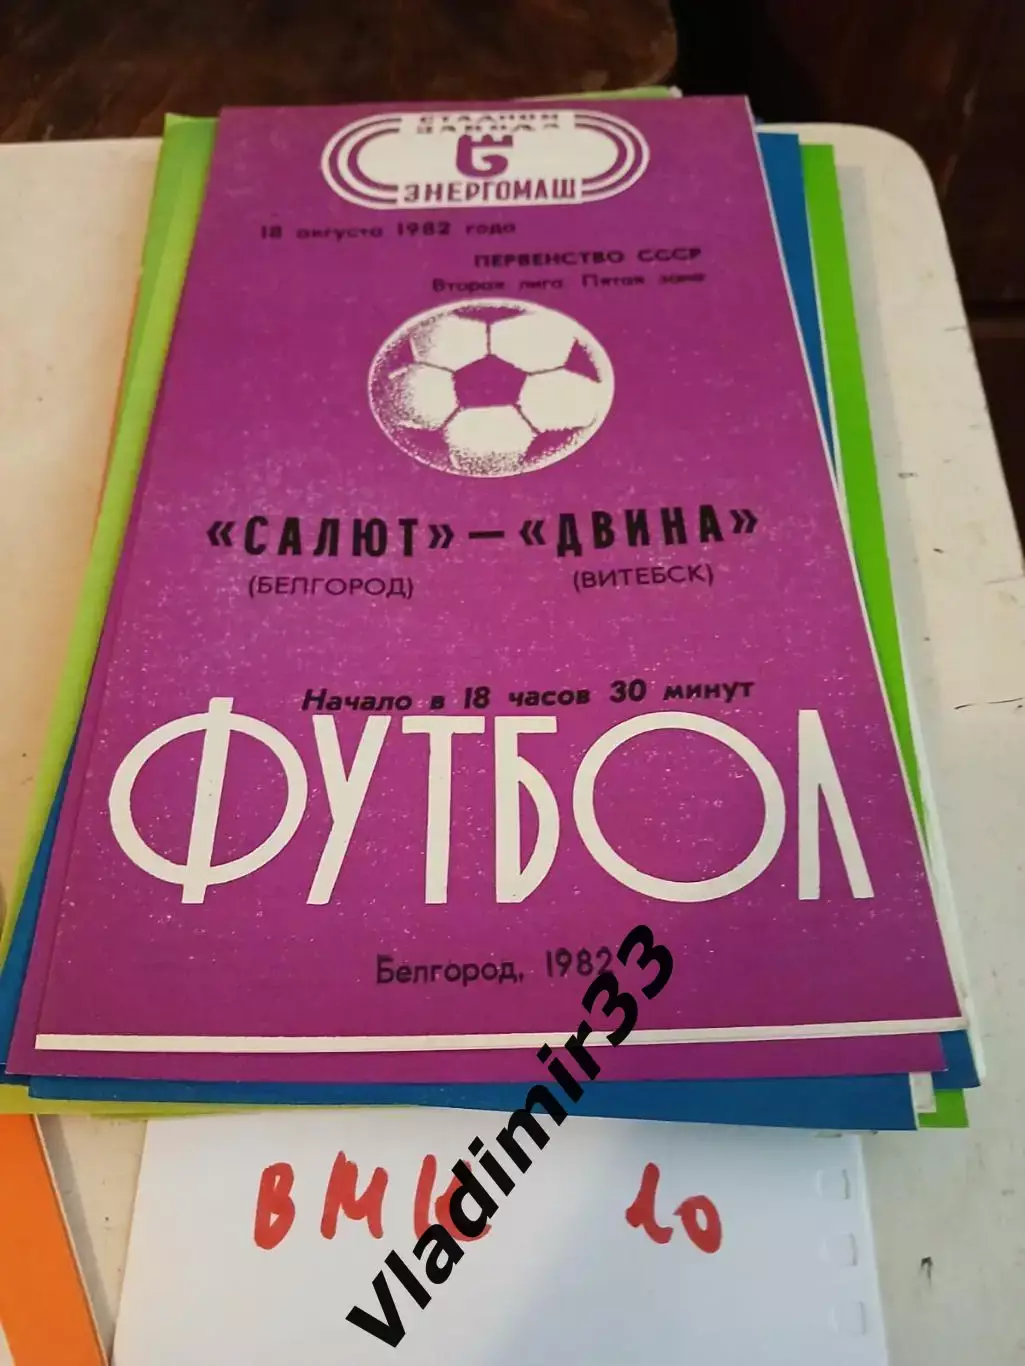 СТАДИОН
ЗАВОДА
ЭНЕРГОМАШ
18 августа 1982 года
ПЕРВЕНСТВО СССР
Вторая лига. Пятая зона
«САЛЮТ» — «ДВИНА»
(БЕЛГОРОД) (ВИТЕБСК)
Начало в 18 часов 30 минут
ФУТБОЛ
Белгород, 1982
Vladimir33
10